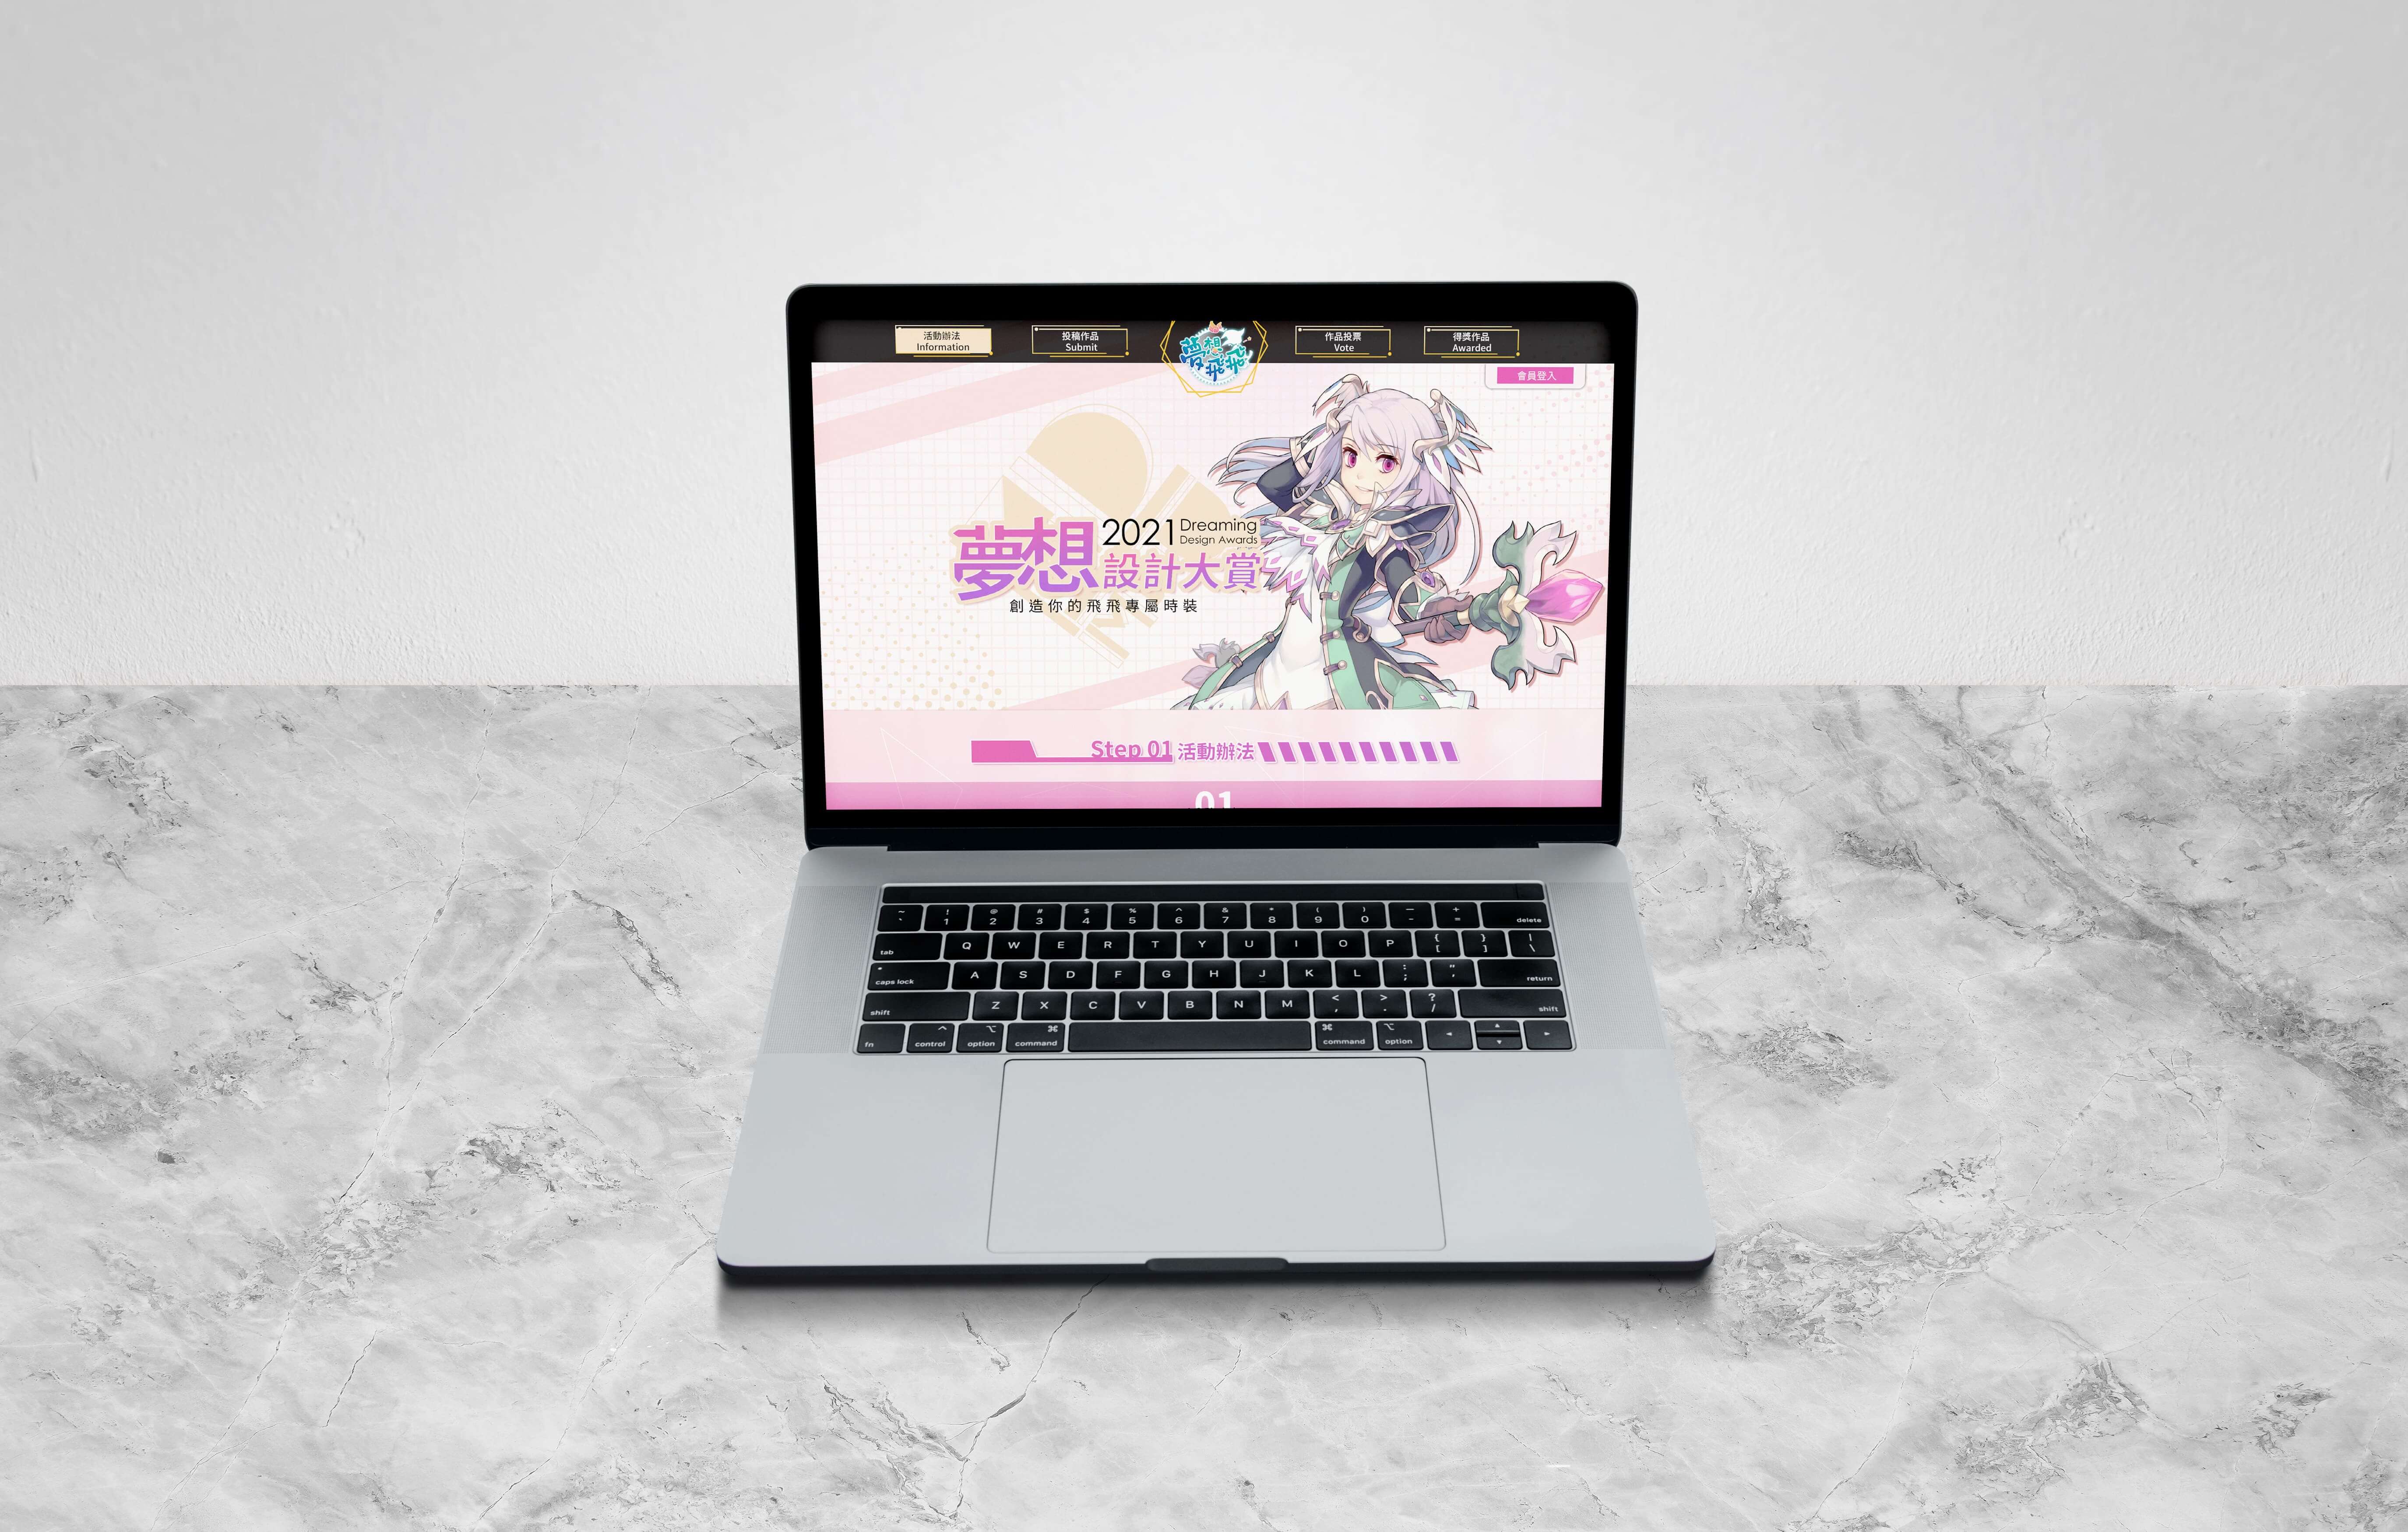 活動辦法
Information
投稿作品
Submit
夢想
飛飛
作品投票
Vote
得獎作品
Awarded
會員登入
夢想 2021 Dreaming
Design Awards
設計大賞
創造你的飛飛專屬時裝
Step 01 活動辦法
01
~ ! @ # $ % ^ & * ( ) — +
` 1 2 3 4 5 6 7 8 9 0 - = delete
tab Q W E R T Y U I O P { [ } ] | \
caps lock A S D F G H J K L : ; " ' return
shift Z X C V B N M < , > . ? / shift
fn control option command command option